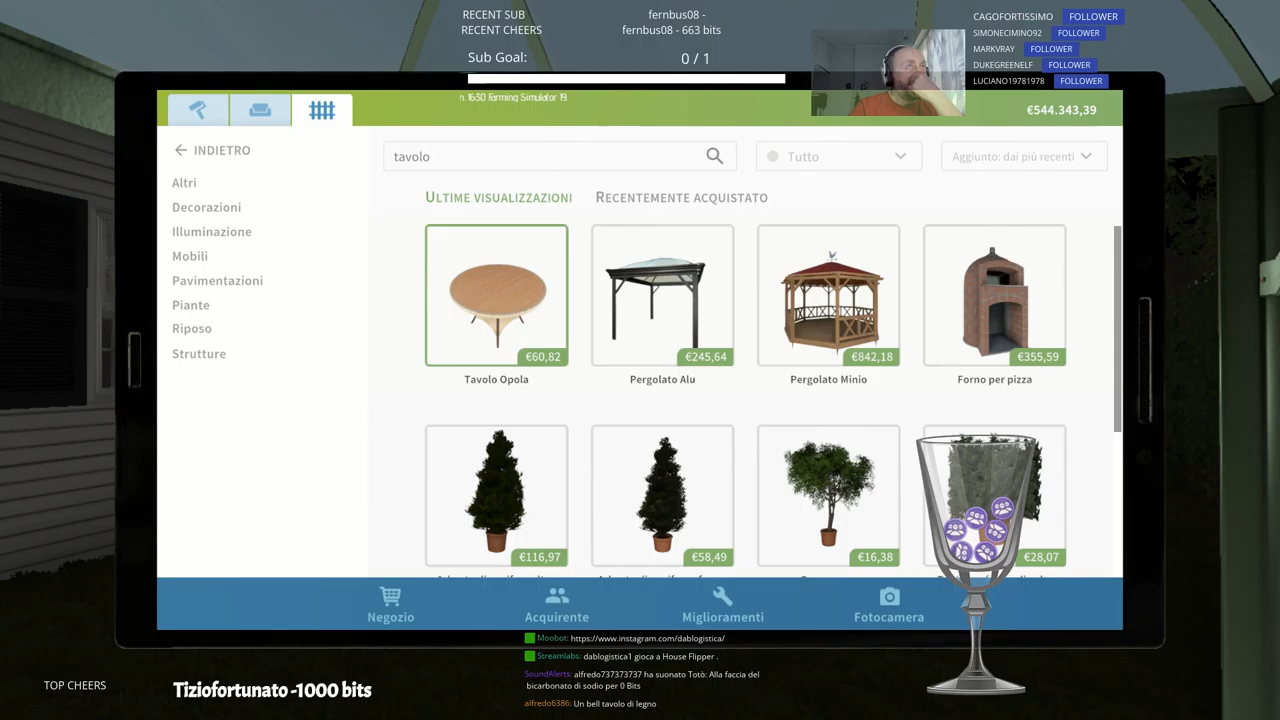 RECENT SUB
RECENT CHEERS
fernbus08 -
fernbus08 - 663 bits
Sub Goal:
0 / 1
CAGOFORTISSIMO FOLLOWER
SIMONECIMINO92 FOLLOWER
MARKVRAY FOLLOWER
DUKEGREENELF FOLLOWER
LUCIANO19781978 FOLLOWER
16:30 Farming Simulator 19.
€544.343,39
INDIETRO
Altri
Decorazioni
Illuminazione
Mobili
Pavimentazioni
Piante
Riposo
Strutture
tavolo
Tutto
Aggiunto: dai più recenti
ULTIME VISUALIZZAZIONI
RECENTEMENTE ACQUISTATO
€60,82
€245,64
€842,18
€355,59
Tavolo Opola
Pergolato Alu
Pergolato Minio
Forno per pizza
€116,97
€58,49
€16,38
€28,07
Negozio
Acquirente
Miglioramenti
Fotocamera
Moobot: https://www.instagram.com/dablogistica/
Streamlabs: dablogistica1 gioca a House Flipper .
SoundAlerts: alfredo737373737 ha suonato Totò: Alla faccia del
bicarbonato di sodio per 0 Bits
alfredo6386: Un bell tavolo di legno
TOP CHEERS
Tiziofortunato -1000 bits